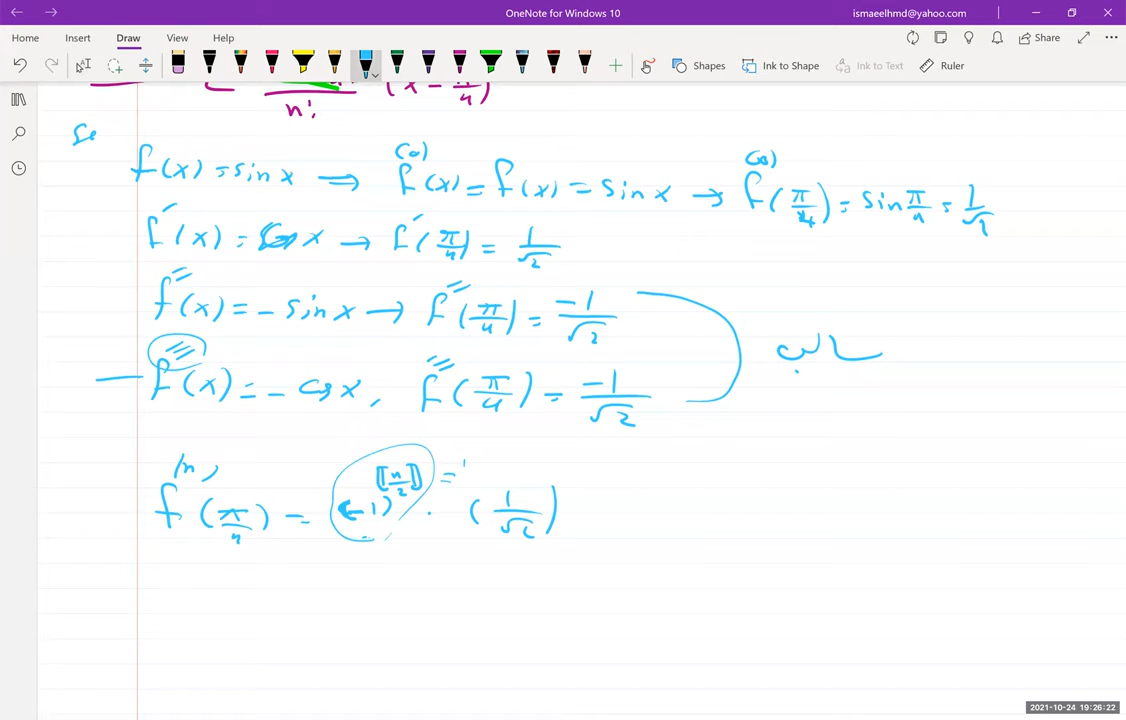 OneNote for Windows 10
ismaeelhmd@yahoo.com
Home Insert Draw View Help
Share
Shapes
Ink to Shape
Ink to Text
Ruler
n! (x - π/4)
f(x) = sin x ⇒ f⁽⁰⁾(x) = f(x) = sin x → f⁽⁰⁾(π/4) = sin π/4 = 1/√2
f′(x) = cos x → f′(π/4) = 1/√2
f″(x) = - sin x → f″(π/4) = -1/√2
سالب
f‴(x) = - cos x, f‴(π/4) = -1/√2
f⁽ⁿ⁾(π/4) = (-1)^[[n/2]] · (1/√2)
=
2021-10-24 19:26:22